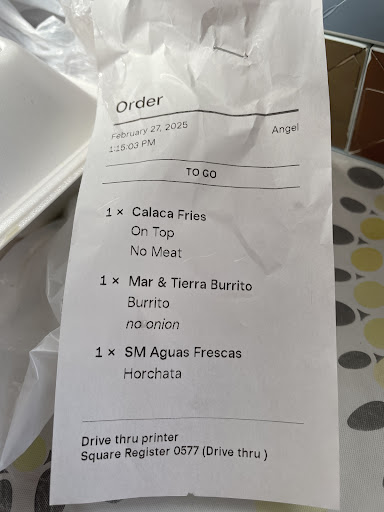 Order
February 27, 2025 Angel
1:15:03 PM
TO GO
1 × Calaca Fries
On Top
No Meat
1 × Mar & Tierra Burrito
Burrito
no onion
1 × SM Aguas Frescas
Horchata
Drive thru printer
Square Register 0577 (Drive thru )